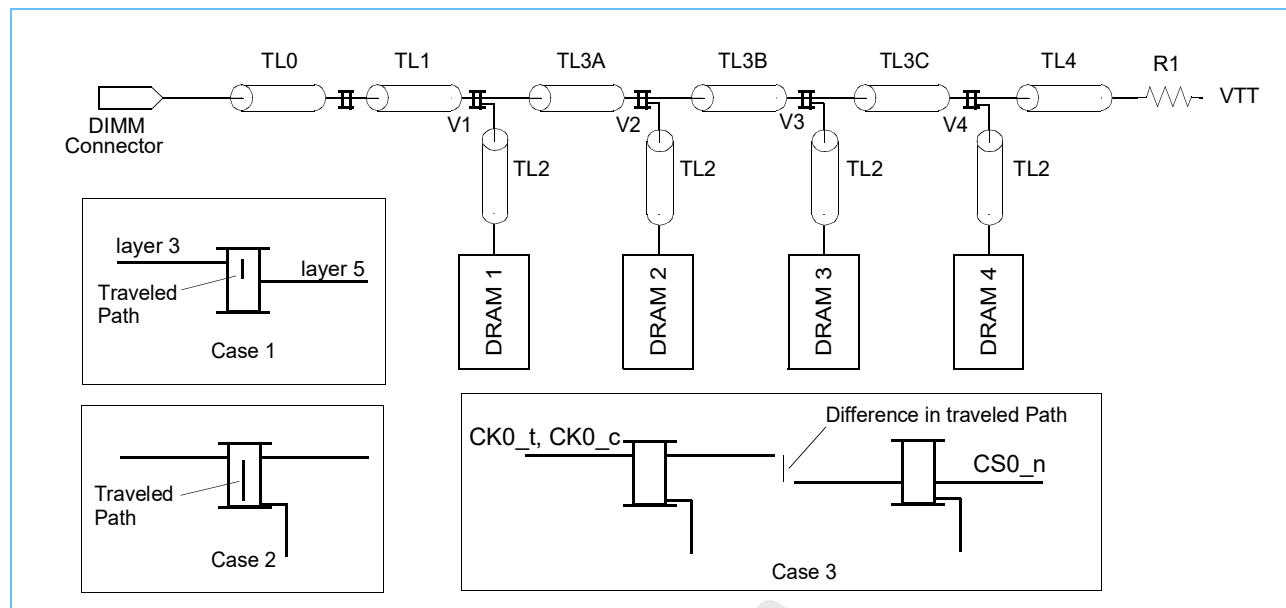 TL0
TL1
TL3A
TL3B
TL3C
TL4
R1
VTT
DIMM
Connector
V1
V2
V3
V4
TL2
TL2
TL2
TL2
DRAM 1
DRAM 2
DRAM 3
DRAM 4
layer 3
layer 5
Traveled
Path
Case 1
Traveled
Path
Case 2
CK0_t, CK0_c
Difference in traveled Path
CS0_n
Case 3